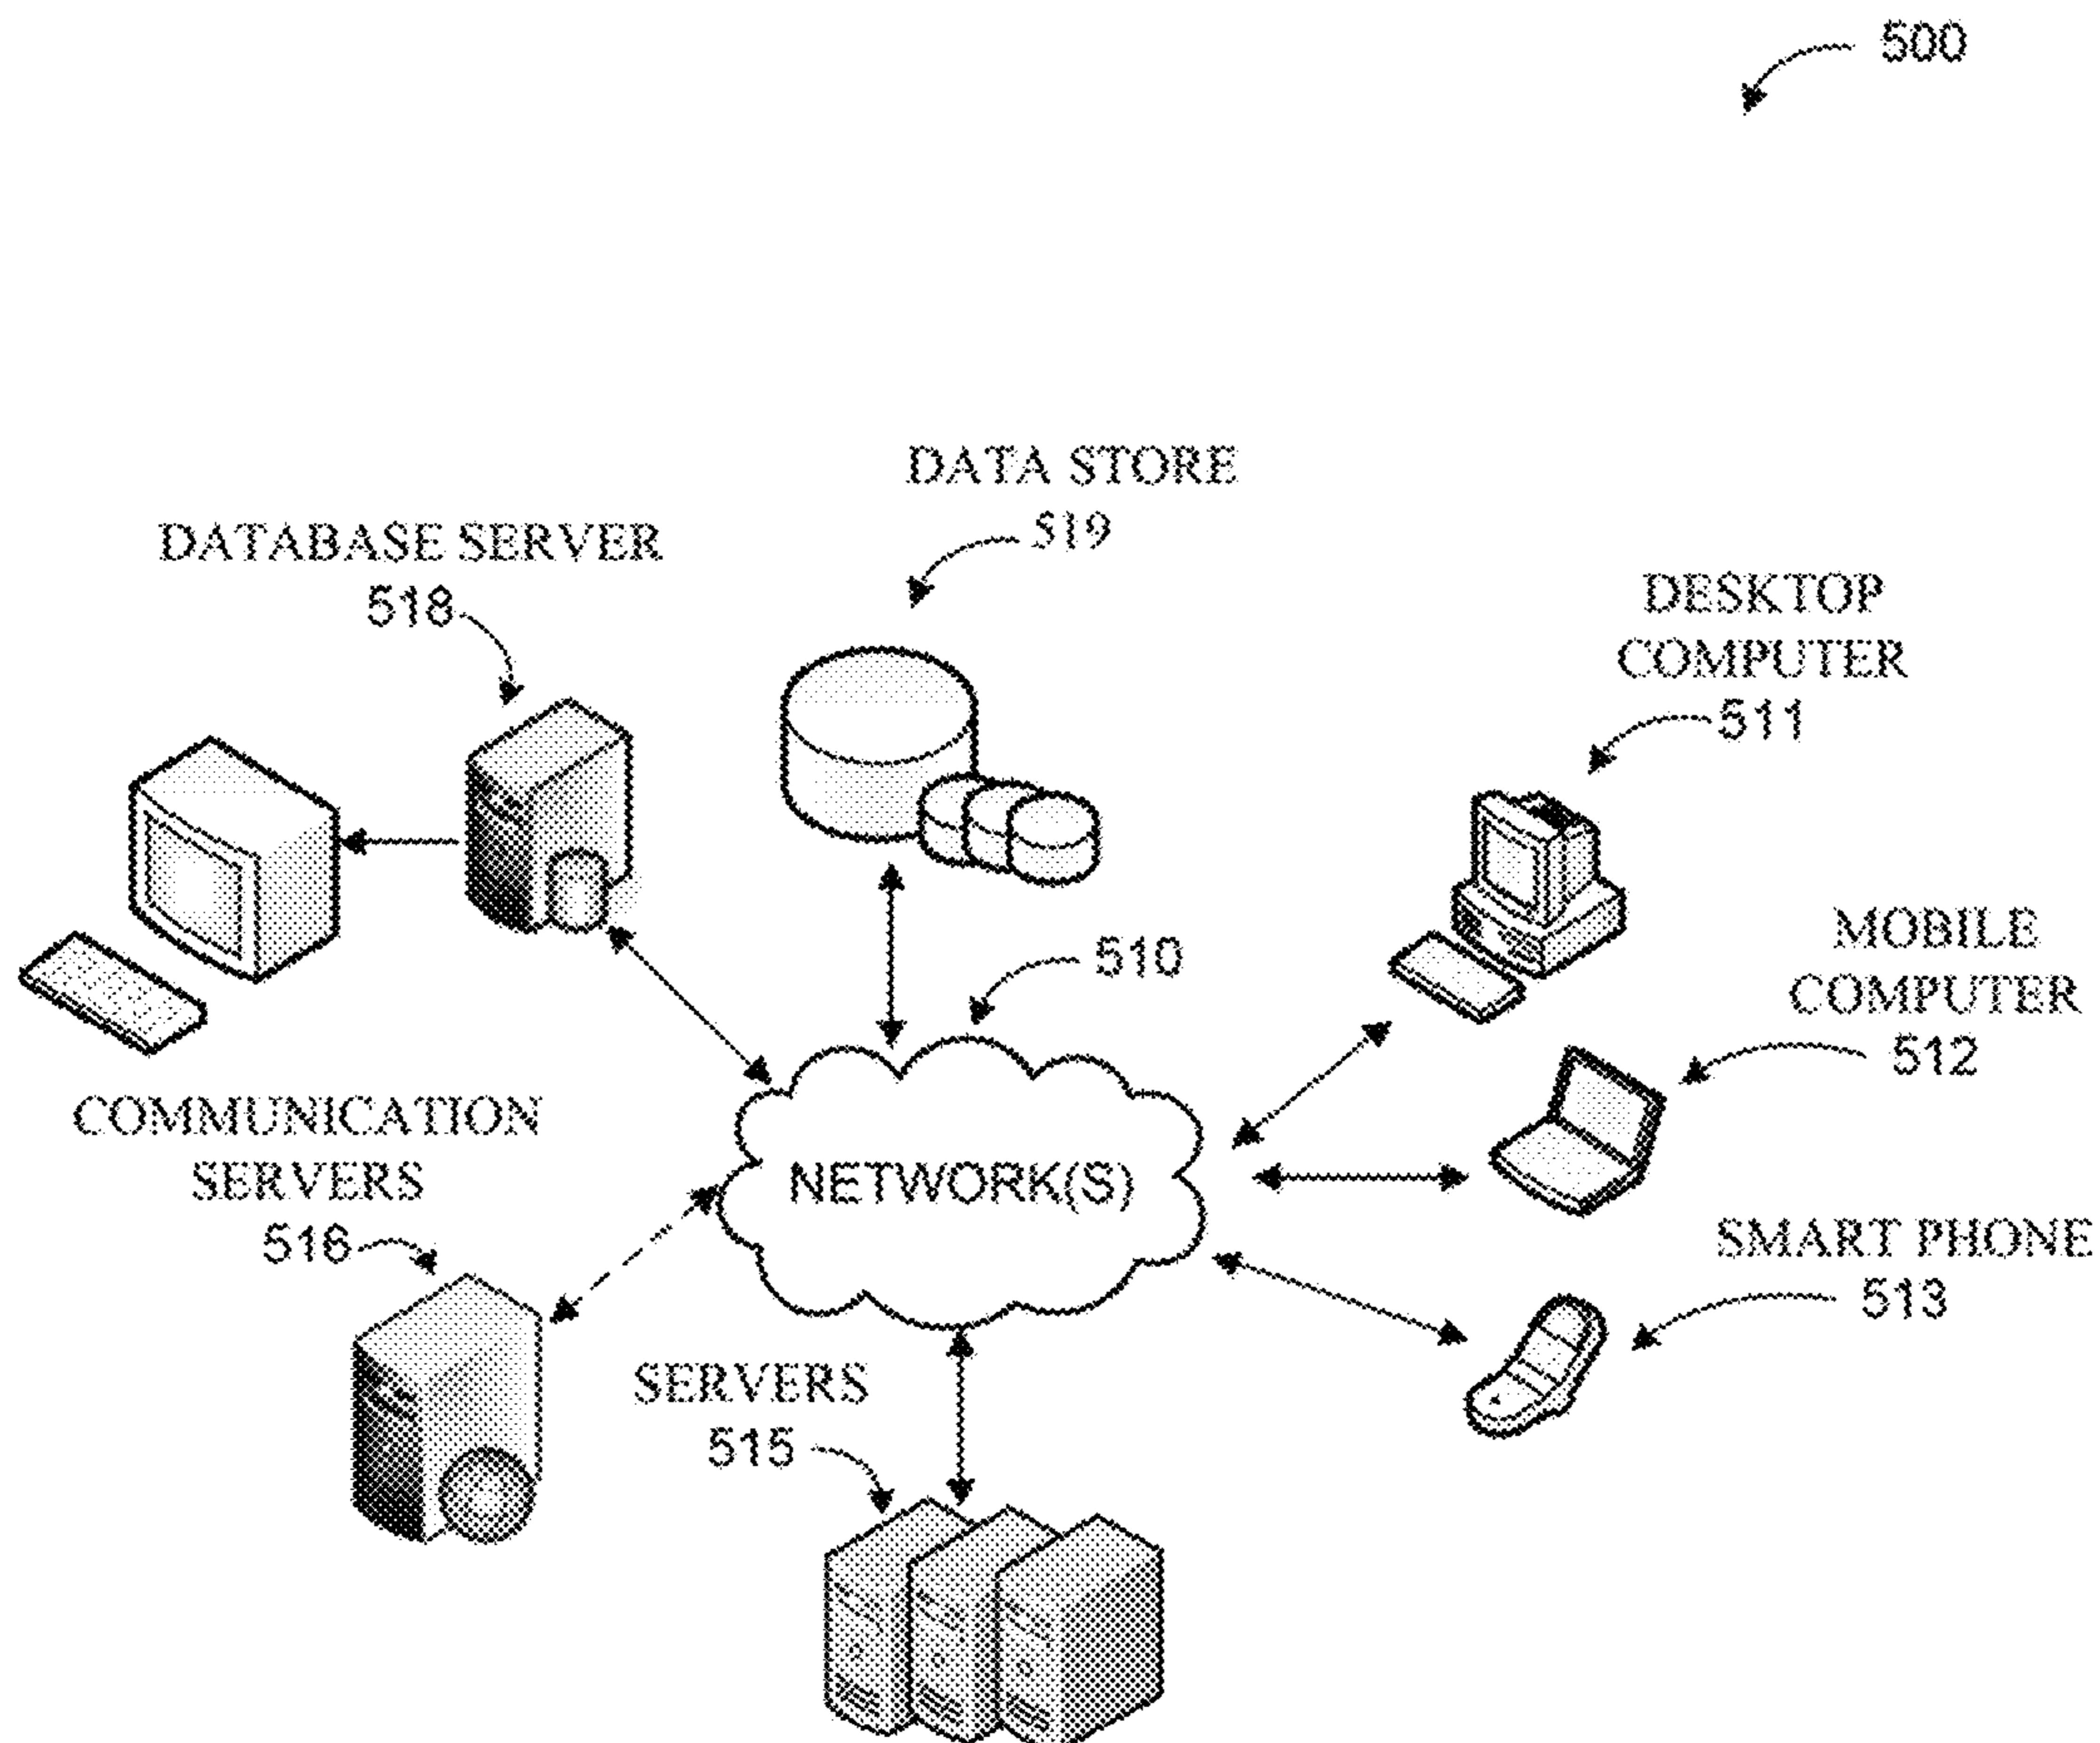 500
DATA STORE
519
DATABASE SERVER
518
DESKTOP
COMPUTER
511
MOBILE
COMPUTER
512
510
COMMUNICATION
SERVERS
516
NETWORK(S)
SMART PHONE
513
SERVERS
515